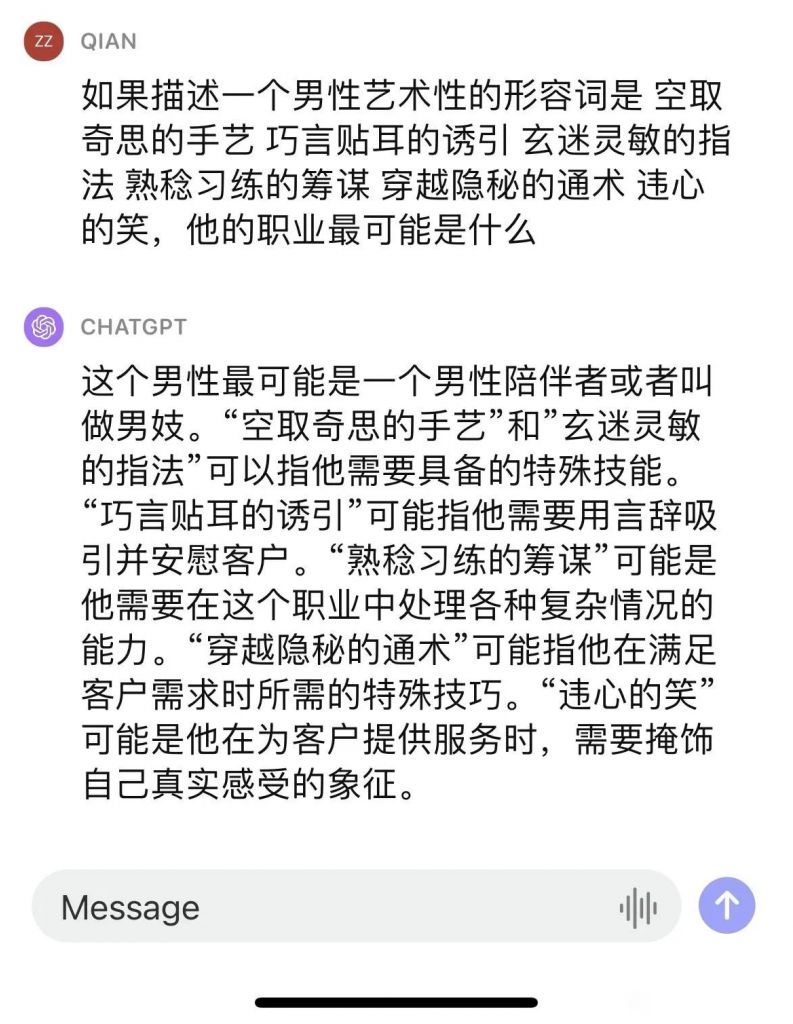 ZZ QIAN
如果描述一个男性艺术性的形容词是 空取
奇思的手艺 巧言贴耳的诱引 玄迷灵敏的指
法 熟稔习练的筹谋 穿越隐秘的通术 违心
的笑，他的职业最可能是什么
CHATGPT
这个男性最可能是一个男性陪伴者或者叫
做男妓。“空取奇思的手艺”和”玄迷灵敏
的指法”可以指他需要具备的特殊技能。
“巧言贴耳的诱引”可能指他需要用言辞吸
引并安慰客户。“熟稔习练的筹谋”可能是
他需要在这个职业中处理各种复杂情况的
能力。“穿越隐秘的通术”可能指他在满足
客户需求时所需的特殊技巧。“违心的笑”
可能是他在为客户提供服务时，需要掩饰
自己真实感受的象征。
Message